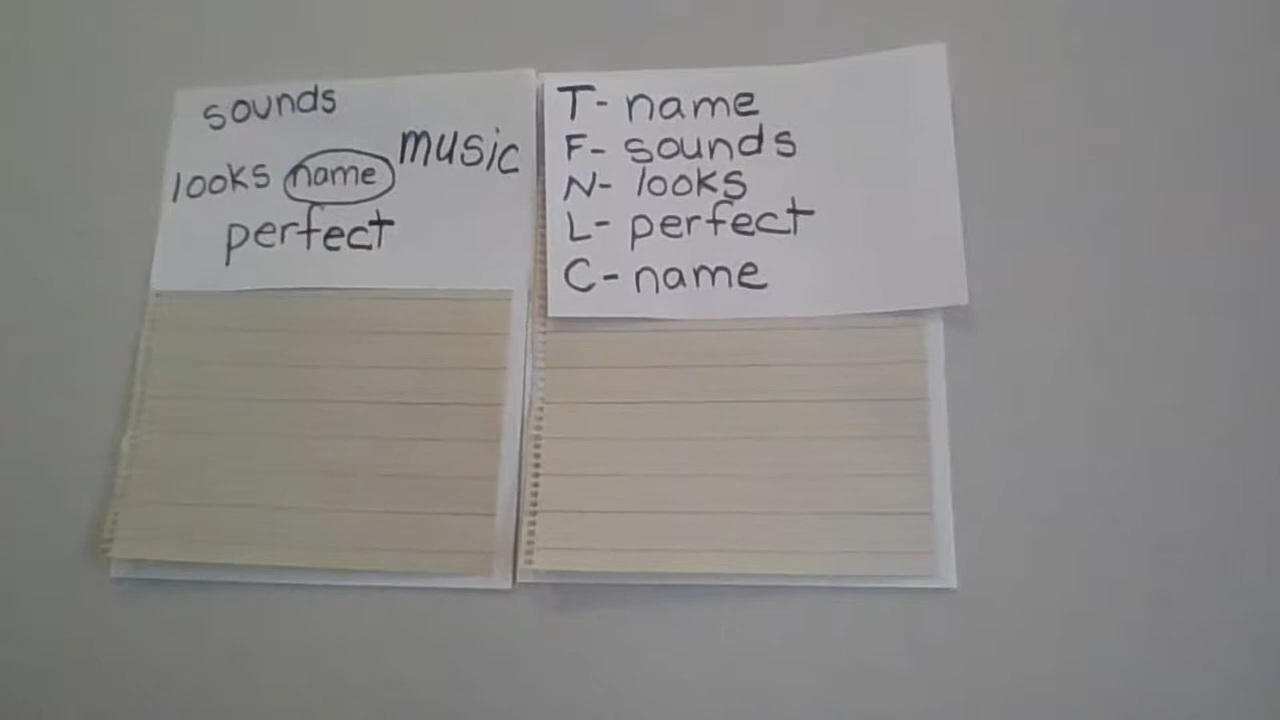 sounds
music
looks name
perfect
T- name
F- sounds
N- looks
L- perfect
C- name